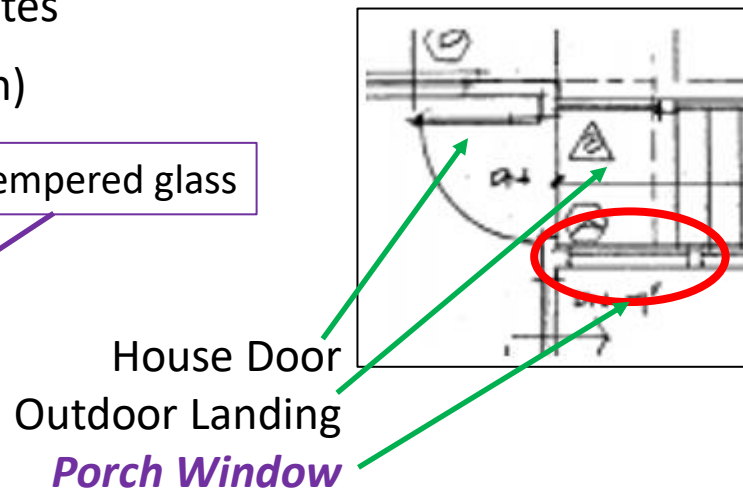 tes
n)
empered glass
House Door
Outdoor Landing
Porch Window